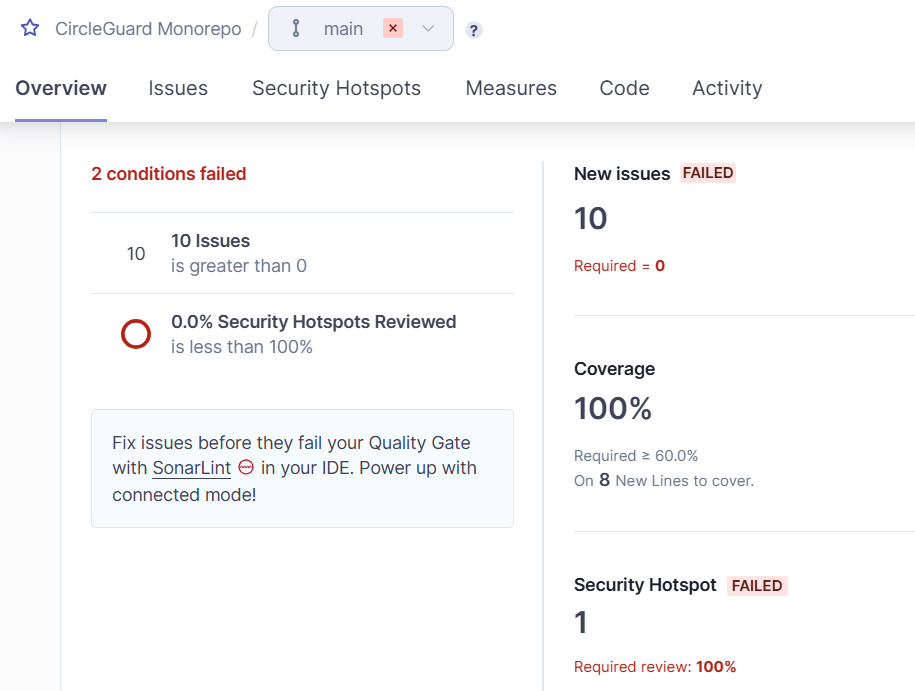 CircleGuard Monorepo / main ?
Overview Issues Security Hotspots Measures Code Activity
2 conditions failed
10
10 Issues
is greater than 0
0.0% Security Hotspots Reviewed
is less than 100%
Fix issues before they fail your Quality Gate
with SonarLint in your IDE. Power up with
connected mode!
New issues FAILED
10
Required = 0
Coverage
100%
Required ≥ 60.0%
On 8 New Lines to cover.
Security Hotspot FAILED
1
Required review: 100%